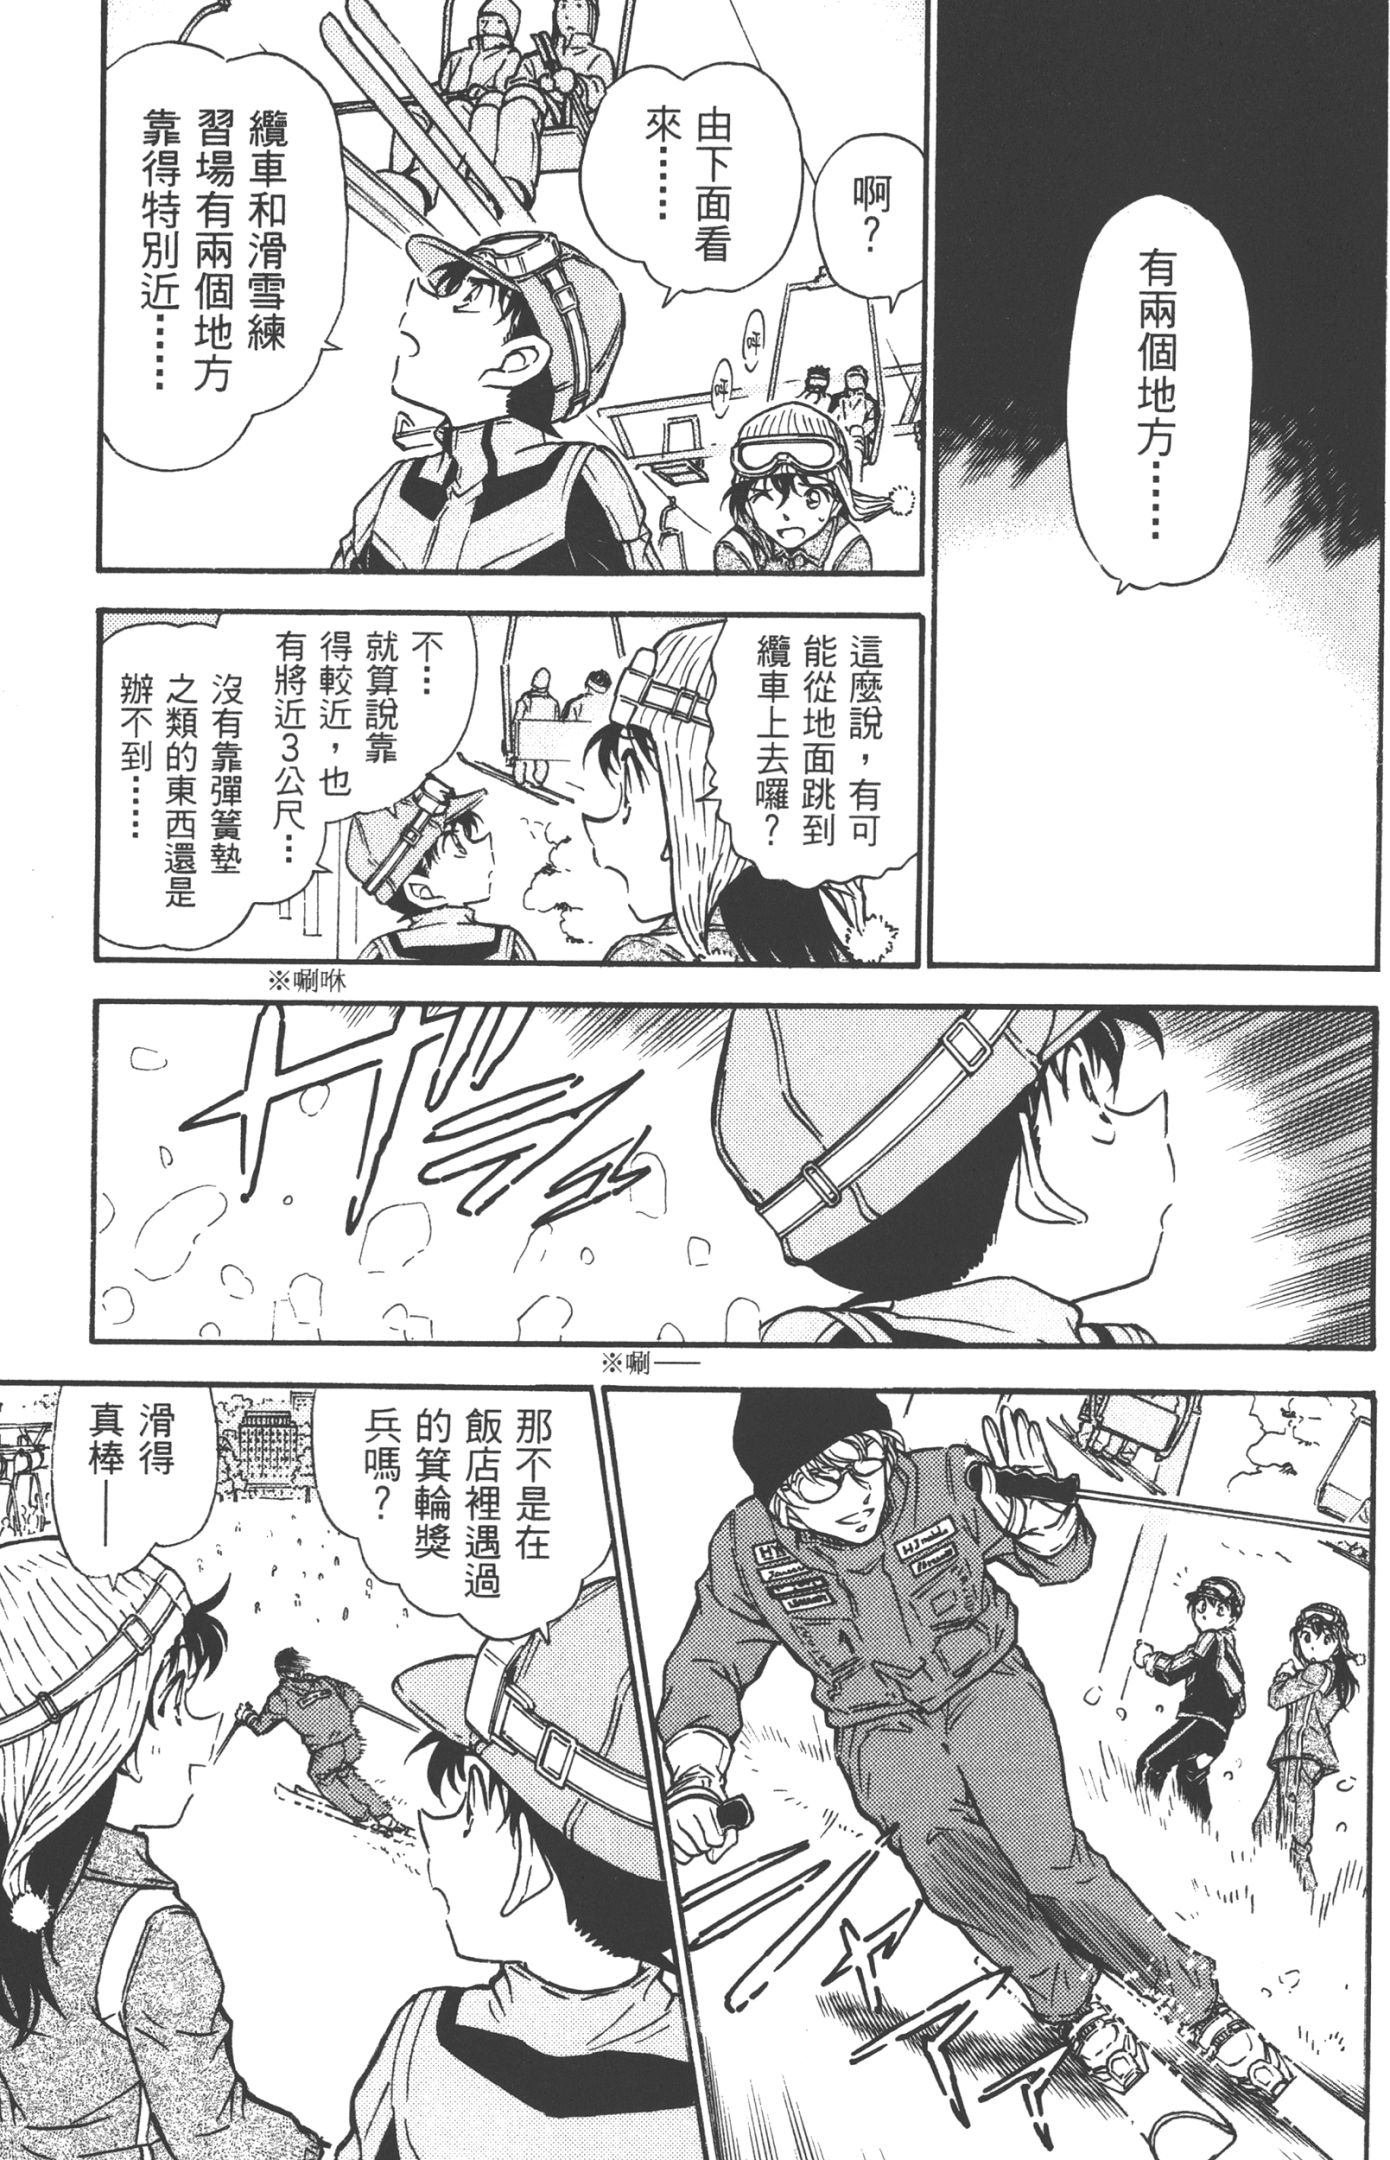 有兩個地方⋯⋯
啊？
由下面看
來⋯⋯
呼
呼
纜車和滑雪練
習場有兩個地方
靠得特別近⋯⋯
這麼說，有可
能從地面跳到
纜車上去囉？
不⋯
就算說靠
得較近，也
有將近3公尺⋯
沒有靠彈簧墊
之類的東西還是
辦不到⋯⋯
※唰咻
※唰——
那不是在
飯店裡遇過
的箕輪獎
兵嗎？
滑得
真棒——